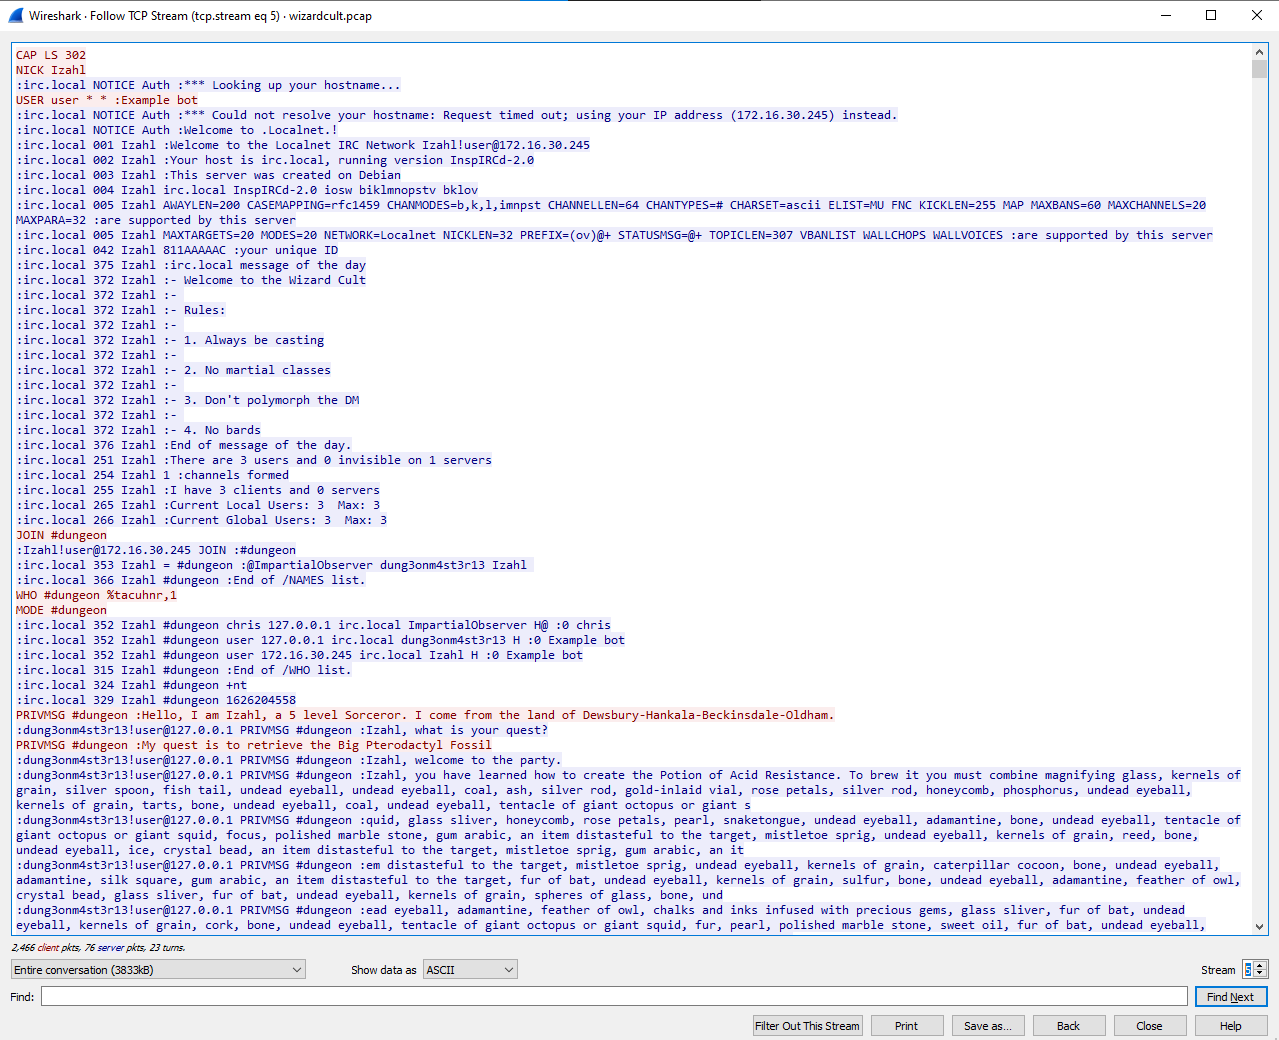 Wireshark · Follow TCP Stream (tcp.stream eq 5) · wizardcult.pcap
CAP LS 302
NICK Izahl
:irc.local NOTICE Auth :*** Looking up your hostname...
USER user * * :Example bot
:irc.local NOTICE Auth :*** Could not resolve your hostname: Request timed out; using your IP address (172.16.30.245) instead.
:irc.local NOTICE Auth :Welcome to .Localnet.!
:irc.local 001 Izahl :Welcome to the Localnet IRC Network Izahl!user@172.16.30.245
:irc.local 002 Izahl :Your host is irc.local, running version InspIRCd-2.0
:irc.local 003 Izahl :This server was created on Debian
:irc.local 004 Izahl irc.local InspIRCd-2.0 iosw biklmnopstv bklov
:irc.local 005 Izahl AWAYLEN=200 CASEMAPPING=rfc1459 CHANMODES=b,k,l,imnpst CHANNELLEN=64 CHANTYPES=# CHARSET=ascii ELIST=MU FNC KICKLEN=255 MAP MAXBANS=60 MAXCHANNELS=20
MAXPARA=32 :are supported by this server
:irc.local 005 Izahl MAXTARGETS=20 MODES=20 NETWORK=Localnet NICKLEN=32 PREFIX=(ov)@+ STATUSMSG=@+ TOPICLEN=307 VBANLIST WALLCHOPS WALLVOICES :are supported by this server
:irc.local 042 Izahl 811AAAAAC :your unique ID
:irc.local 375 Izahl :irc.local message of the day
:irc.local 372 Izahl :- Welcome to the Wizard Cult
:irc.local 372 Izahl :-
:irc.local 372 Izahl :- Rules:
:irc.local 372 Izahl :-
:irc.local 372 Izahl :- 1. Always be casting
:irc.local 372 Izahl :-
:irc.local 372 Izahl :- 2. No martial classes
:irc.local 372 Izahl :-
:irc.local 372 Izahl :- 3. Don't polymorph the DM
:irc.local 372 Izahl :-
:irc.local 372 Izahl :- 4. No bards
:irc.local 376 Izahl :End of message of the day.
:irc.local 251 Izahl :There are 3 users and 0 invisible on 1 servers
:irc.local 254 Izahl 1 :channels formed
:irc.local 255 Izahl :I have 3 clients and 0 servers
:irc.local 265 Izahl :Current Local Users: 3  Max: 3
:irc.local 266 Izahl :Current Global Users: 3  Max: 3
JOIN #dungeon
:Izahl!user@172.16.30.245 JOIN :#dungeon
:irc.local 353 Izahl = #dungeon :@ImpartialObserver dung3onm4st3r13 Izahl
:irc.local 366 Izahl #dungeon :End of /NAMES list.
WHO #dungeon %tacuhnr,1
MODE #dungeon
:irc.local 352 Izahl #dungeon chris 127.0.0.1 irc.local ImpartialObserver H@ :0 chris
:irc.local 352 Izahl #dungeon user 127.0.0.1 irc.local dung3onm4st3r13 H :0 Example bot
:irc.local 352 Izahl #dungeon user 172.16.30.245 irc.local Izahl H :0 Example bot
:irc.local 315 Izahl #dungeon :End of /WHO list.
:irc.local 324 Izahl #dungeon +nt
:irc.local 329 Izahl #dungeon 1626204558
PRIVMSG #dungeon :Hello, I am Izahl, a 5 level Sorceror. I come from the land of Dewsbury-Hankala-Beckinsdale-Oldham.
:dung3onm4st3r13!user@127.0.0.1 PRIVMSG #dungeon :Izahl, what is your quest?
PRIVMSG #dungeon :My quest is to retrieve the Big Pterodactyl Fossil
:dung3onm4st3r13!user@127.0.0.1 PRIVMSG #dungeon :Izahl, welcome to the party.
:dung3onm4st3r13!user@127.0.0.1 PRIVMSG #dungeon :Izahl, you have learned how to create the Potion of Acid Resistance. To brew it you must combine magnifying glass, kernels of
grain, silver spoon, fish tail, undead eyeball, undead eyeball, coal, ash, silver rod, gold-inlaid vial, rose petals, silver rod, honeycomb, phosphorus, undead eyeball,
kernels of grain, tarts, bone, undead eyeball, coal, undead eyeball, tentacle of giant octopus or giant s
:dung3onm4st3r13!user@127.0.0.1 PRIVMSG #dungeon :quid, glass sliver, honeycomb, rose petals, pearl, snaketongue, undead eyeball, adamantine, bone, undead eyeball, tentacle of
giant octopus or giant squid, focus, polished marble stone, gum arabic, an item distasteful to the target, mistletoe sprig, undead eyeball, kernels of grain, reed, bone,
undead eyeball, ice, crystal bead, an item distasteful to the target, mistletoe sprig, gum arabic, an it
:dung3onm4st3r13!user@127.0.0.1 PRIVMSG #dungeon :em distasteful to the target, mistletoe sprig, undead eyeball, kernels of grain, caterpillar cocoon, bone, undead eyeball,
adamantine, silk square, gum arabic, an item distasteful to the target, fur of bat, undead eyeball, kernels of grain, sulfur, bone, undead eyeball, adamantine, feather of owl,
crystal bead, glass sliver, fur of bat, undead eyeball, kernels of grain, spheres of glass, bone, und
:dung3onm4st3r13!user@127.0.0.1 PRIVMSG #dungeon :ead eyeball, adamantine, feather of owl, chalks and inks infused with precious gems, glass sliver, fur of bat, undead
eyeball, kernels of grain, cork, bone, undead eyeball, tentacle of giant octopus or giant squid, fur, pearl, polished marble stone, sweet oil, fur of bat, undead eyeball,
2,466 client pkts, 76 server pkts, 23 turns.
Entire conversation (3833kB)
Show data as
ASCII
Stream
5
Find:
Find Next
Filter Out This Stream
Print
Save as...
Back
Close
Help